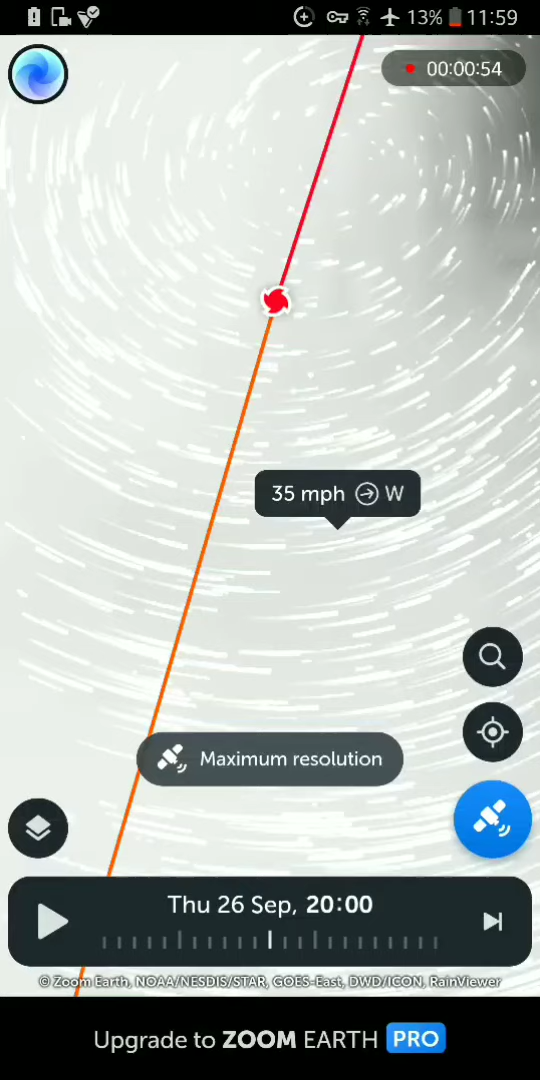 13% 11:59
00:00:54
35 mph W
Maximum resolution
Thu 26 Sep, 20:00
© Zoom Earth, NOAA/NESDIS/STAR, GOES-East, DWD/ICON, RainViewer
Upgrade to ZOOM EARTH PRO